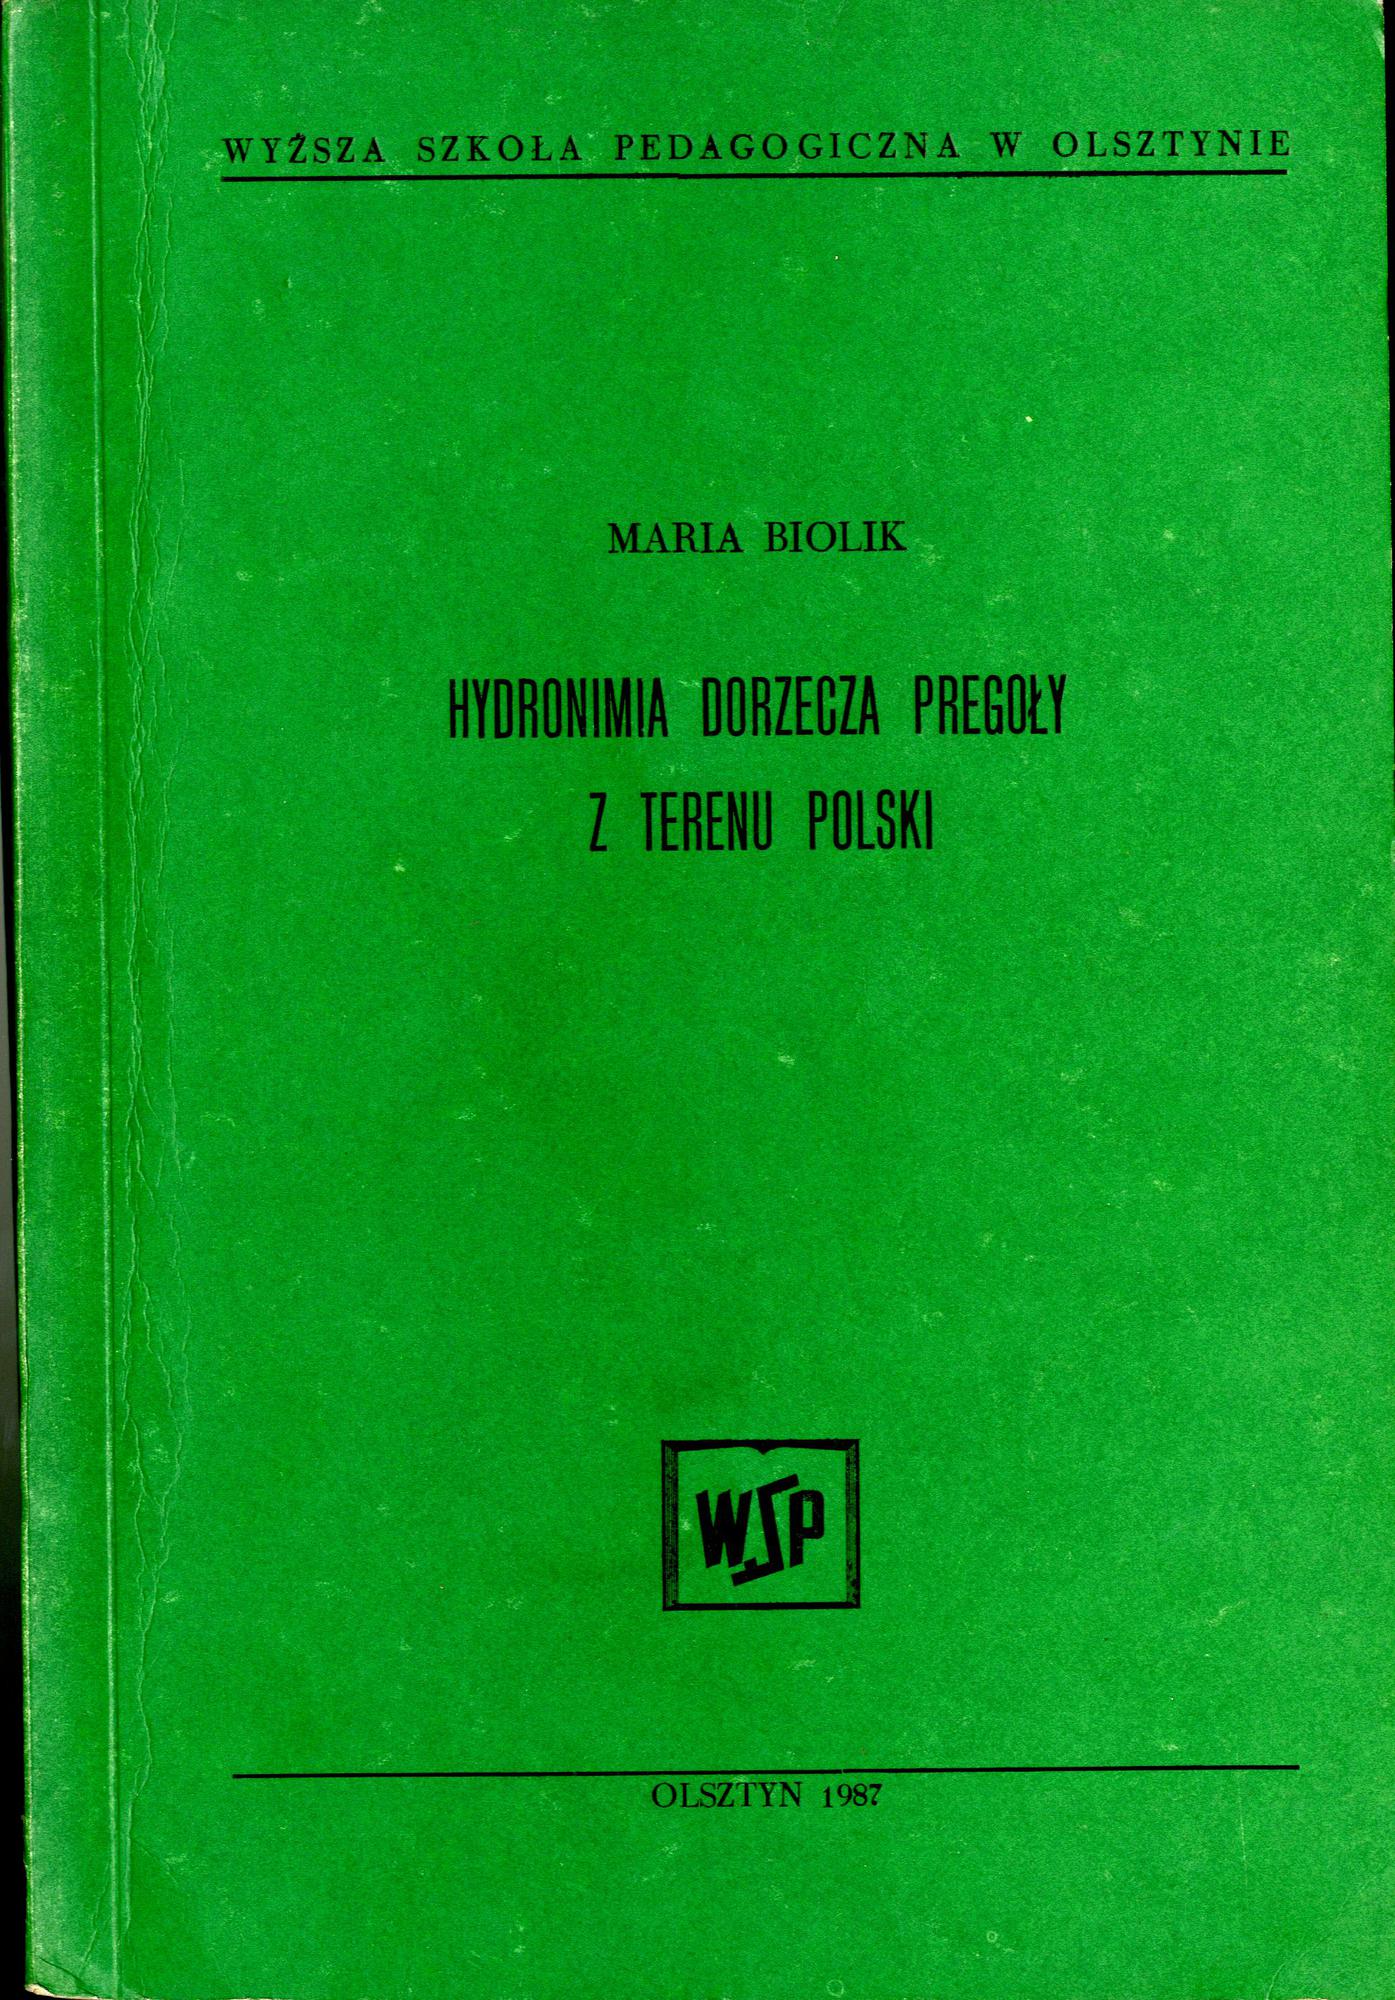 WYŻSZA SZKOŁA PEDAGOGICZNA W OLSZTYNIE
MARIA BIOLIK
HYDRONIMIA DORZECZA PREGOŁY
Z TERENU POLSKI
WSP
OLSZTYN 1987